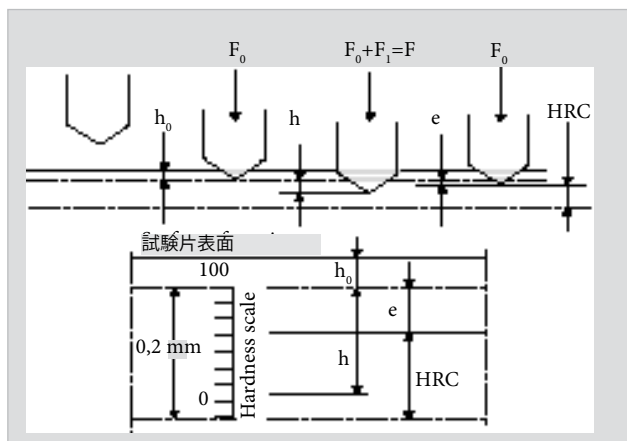 F₀ F₀+F₁=F F₀
h₀ h e HRC
試験片表面
100 h₀
e
0,2 mm Hardness scale h
HRC
0